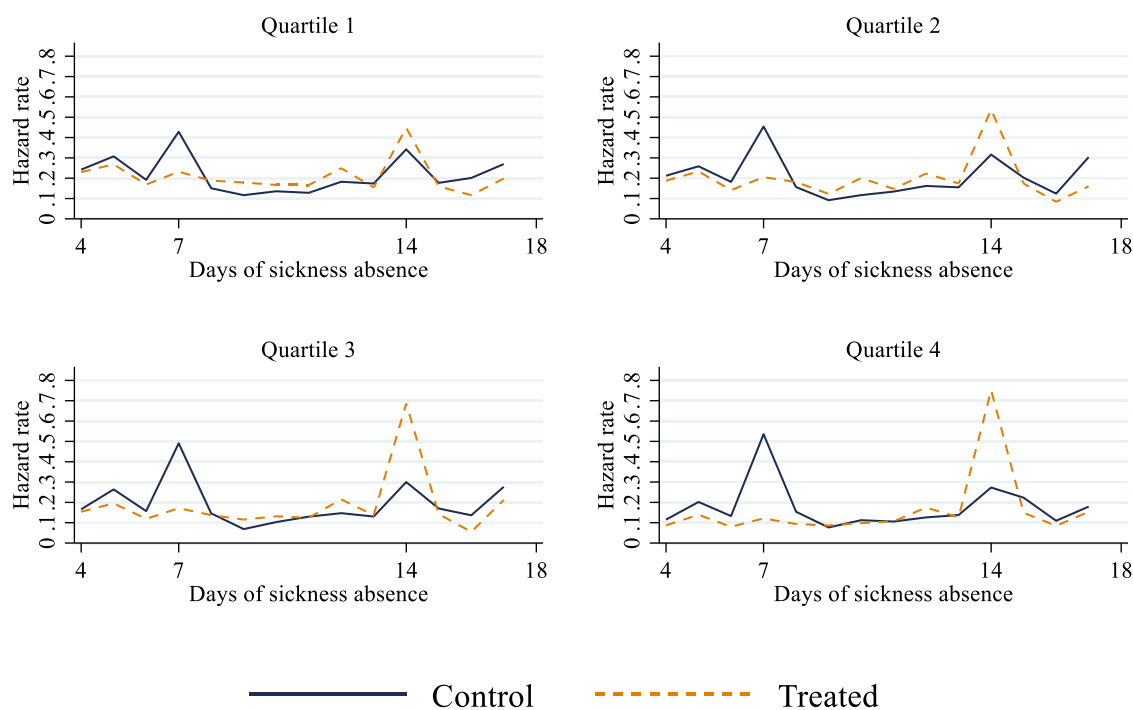 Quartile 1
Hazard rate
0 .1 .2 .3 .4 .5 .6 .7 .8
4 7 14 18
Days of sickness absence
Quartile 2
Hazard rate
0 .1 .2 .3 .4 .5 .6 .7 .8
4 7 14 18
Days of sickness absence
Quartile 3
Hazard rate
0 .1 .2 .3 .4 .5 .6 .7 .8
4 7 14 18
Days of sickness absence
Quartile 4
Hazard rate
0 .1 .2 .3 .4 .5 .6 .7 .8
4 7 14 18
Days of sickness absence
Control Treated